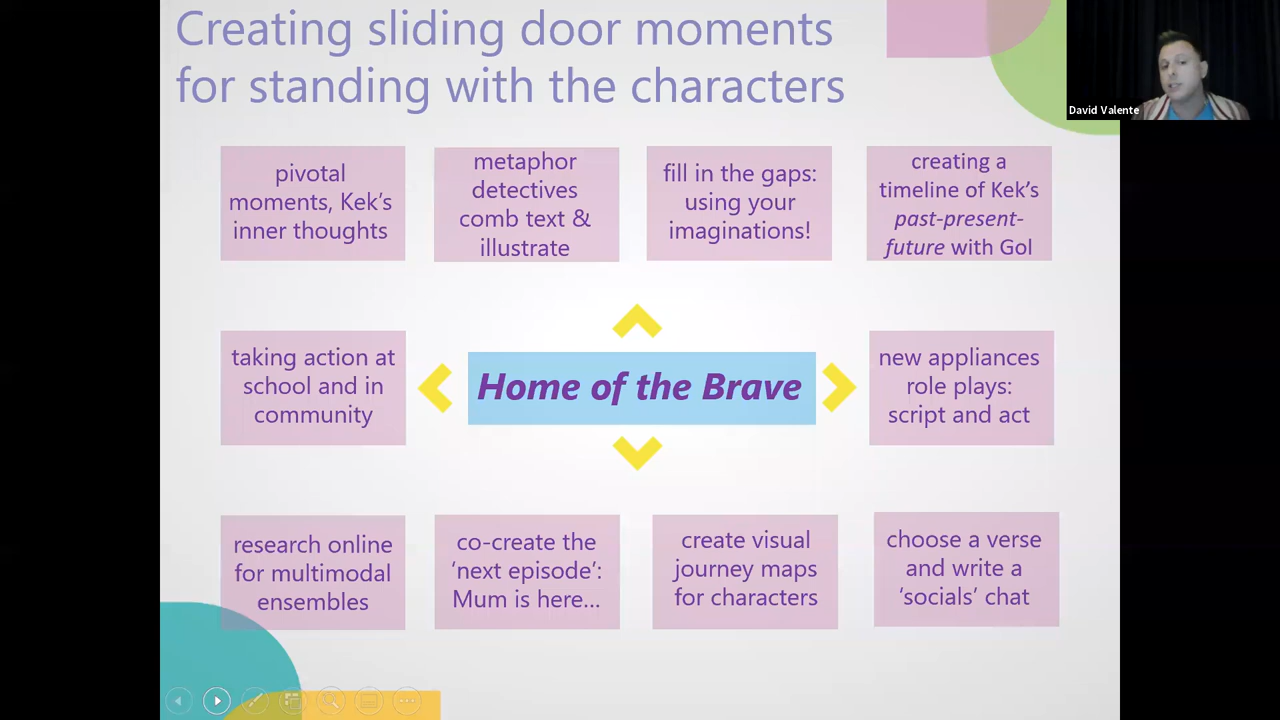 Creating sliding door moments
for standing with the characters
David Valente
pivotal
moments, Kek's
inner thoughts
metaphor
detectives
comb text &
illustrate
fill in the gaps:
using your
imaginations!
creating a
timeline of Kek's
past-present-
future with Gol
taking action at
school and in
community
Home of the Brave
new appliances
role plays:
script and act
research online
for multimodal
ensembles
co-create the
'next episode':
Mum is here...
create visual
journey maps
for characters
choose a verse
and write a
'socials' chat